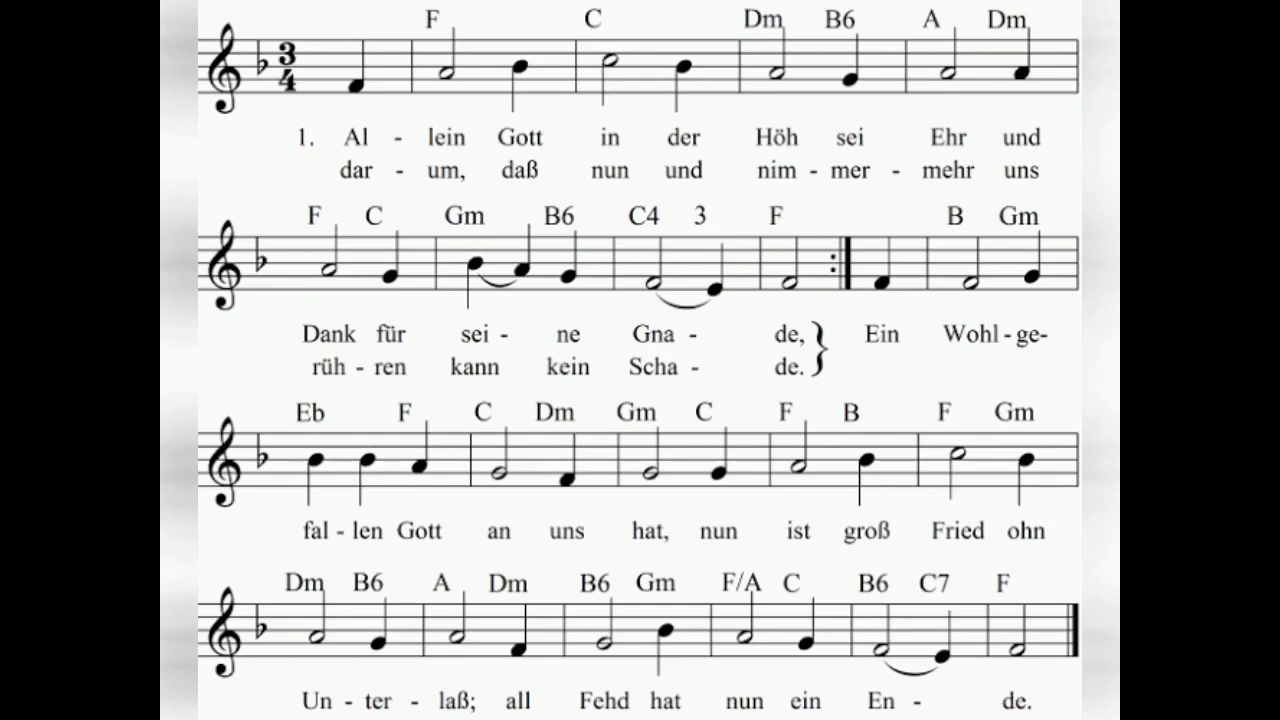 F C Dm B6 A Dm
3
4
1. Al - lein Gott in der Höh sei Ehr und
dar - um, daß nun und nim - mer - mehr uns
F C Gm B6 C4 3 F B Gm
Dank für sei - ne Gna - de, } Ein Wohl - ge-
rüh - ren kann kein Scha - de.
Eb F C Dm Gm C F B F Gm
fal - len Gott an uns hat, nun ist groß Fried ohn
Dm B6 A Dm B6 Gm F/A C B6 C7 F
Un - ter - laß; all Fehd hat nun ein En - de.